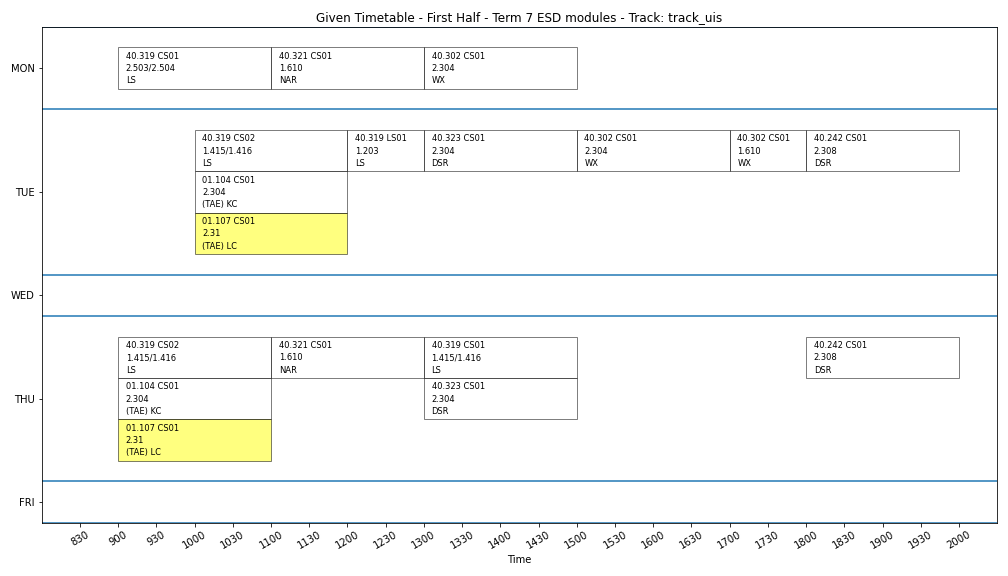 Given Timetable - First Half - Term 7 ESD modules - Track: track_uis
MON
40.319 CS01
2.503/2.504
LS
40.321 CS01
1.610
NAR
40.302 CS01
2.304
WX
TUE
40.319 CS02
1.415/1.416
LS
40.319 LS01
1.203
LS
40.323 CS01
2.304
DSR
40.302 CS01
2.304
WX
40.302 CS01
1.610
WX
40.242 CS01
2.308
DSR
01.104 CS01
2.304
(TAE) KC
01.107 CS01
2.31
(TAE) LC
WED
THU
40.319 CS02
1.415/1.416
LS
40.321 CS01
1.610
NAR
40.319 CS01
1.415/1.416
LS
40.242 CS01
2.308
DSR
01.104 CS01
2.304
(TAE) KC
40.323 CS01
2.304
DSR
01.107 CS01
2.31
(TAE) LC
FRI
830 900 930 1000 1030 1100 1130 1200 1230 1300 1330 1400 1430 1500 1600 1630 1700 1730 1800 1830 1900 1930 2000
Time